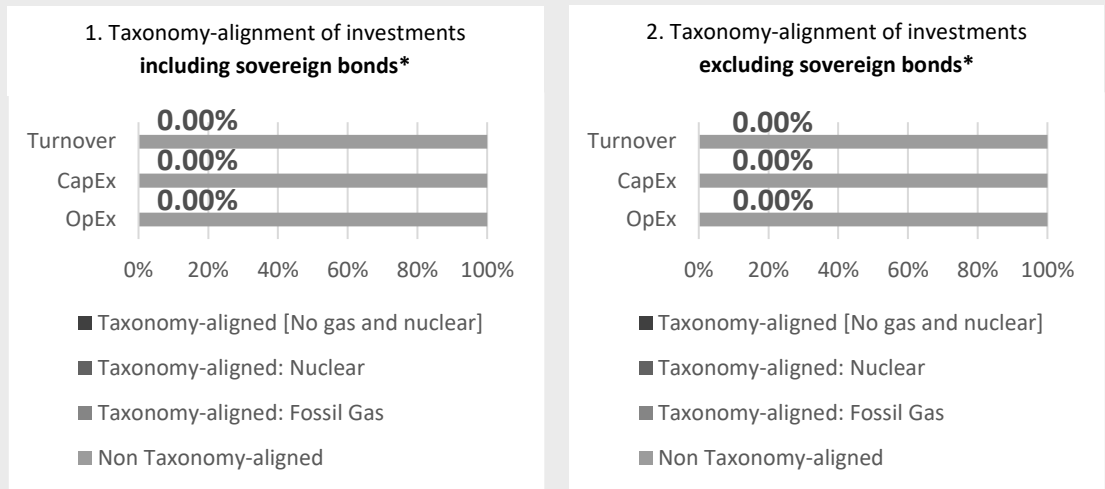 1. Taxonomy-alignment of investments
including sovereign bonds*
Turnover
0.00%
CapEx
0.00%
OpEx
0.00%
0% 20% 40% 60% 80% 100%
Taxonomy-aligned [No gas and nuclear]
Taxonomy-aligned: Nuclear
Taxonomy-aligned: Fossil Gas
Non Taxonomy-aligned
2. Taxonomy-alignment of investments
excluding sovereign bonds*
Turnover
0.00%
CapEx
0.00%
OpEx
0.00%
0% 20% 40% 60% 80% 100%
Taxonomy-aligned [No gas and nuclear]
Taxonomy-aligned: Nuclear
Taxonomy-aligned: Fossil Gas
Non Taxonomy-aligned